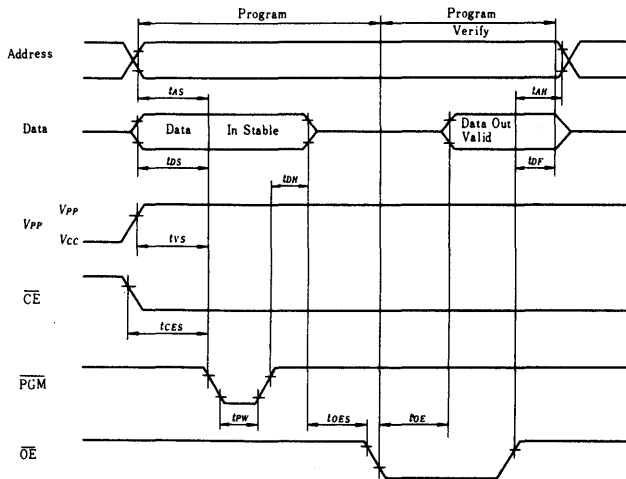 Program Program
Verify
Address
tAS tAH
Data Data In Stable Data Out
Valid
tDS tDH tDF
VPP VPP
VCC tVS
CE
tCES
PGM
tPW tOES tOE
OE